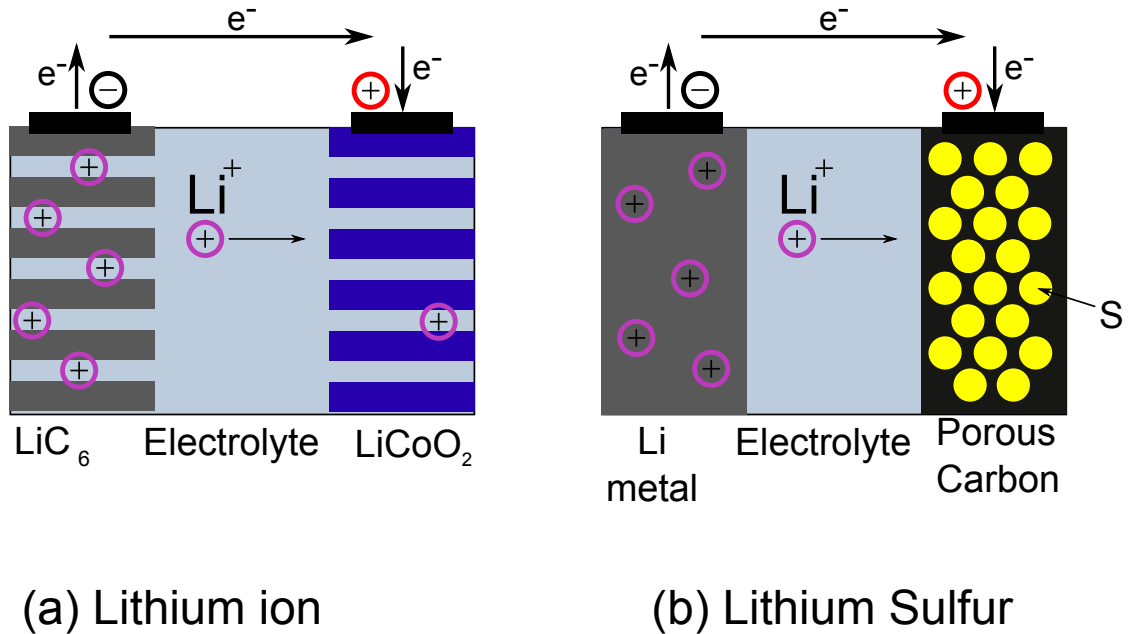 e⁻
e⁻
e⁻
−
+
Li⁺
+
+
+
+
+
+
+
LiC₆
Electrolyte
LiCoO₂
(a) Lithium ion
e⁻
e⁻
e⁻
−
+
Li⁺
+
+
+
+
+
+
S
Li
metal
Electrolyte
Porous
Carbon
(b) Lithium Sulfur